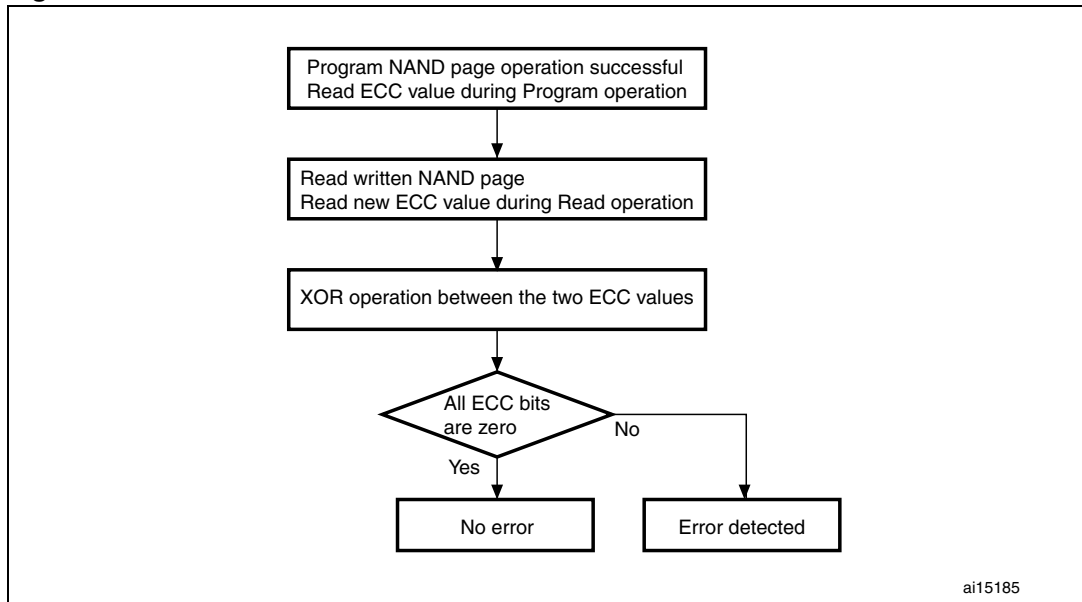 Program NAND page operation successful
Read ECC value during Program operation
Read written NAND page
Read new ECC value during Read operation
XOR operation between the two ECC values
All ECC bits
are zero
No
Yes
No error
Error detected
ai15185